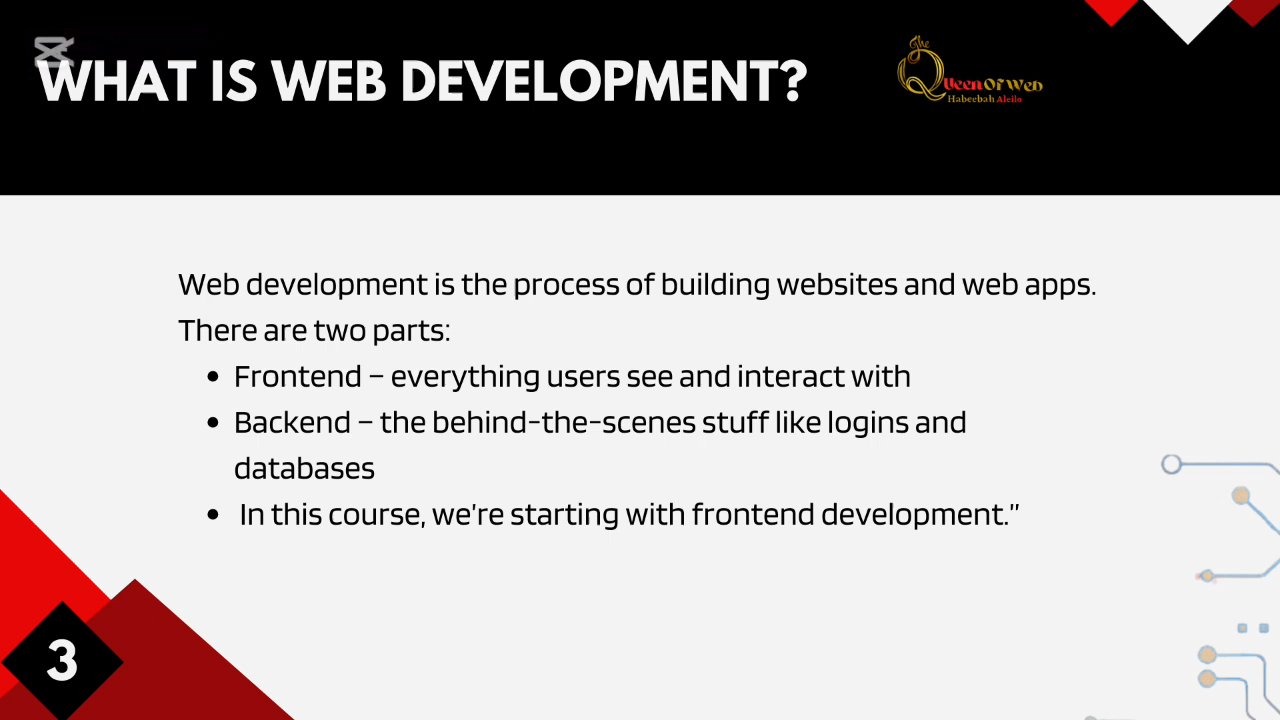 WHAT IS WEB DEVELOPMENT?
The
Queen Of Web
Habeebah Aleilo
Web development is the process of building websites and web apps.
There are two parts:
• Frontend – everything users see and interact with
• Backend – the behind-the-scenes stuff like logins and
databases
• In this course, we're starting with frontend development.”
3